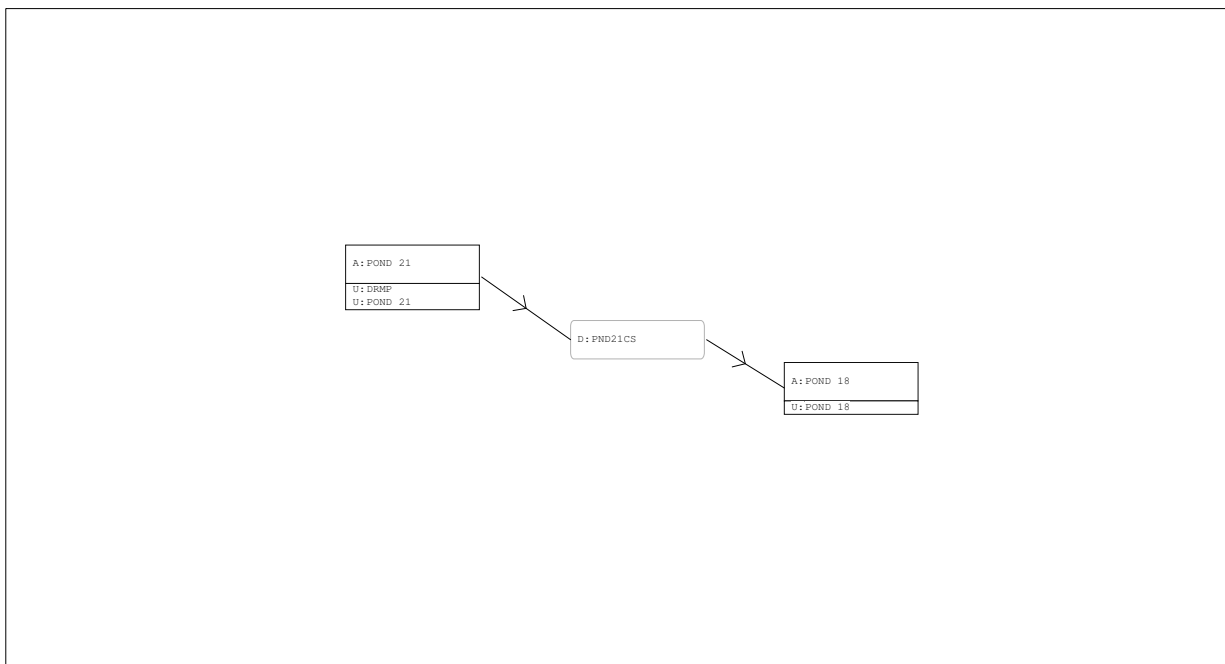 A:POND 21
U:DRMP
U:POND 21
D:PND21CS
A:POND 18
U:POND 18